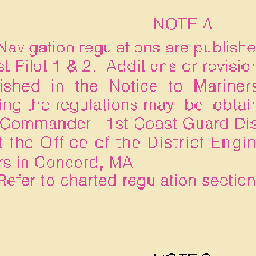 NOTE A
Navigation regulations are publishe
st Pilot 1 & 2. Additions or revision
ished in the Notice to Mariners
ing the regulations may be obtain
Commander 1st Coast Guard Dis
t the Office of the District Engin
rs in Concord, MA
Refer to charted regulation section